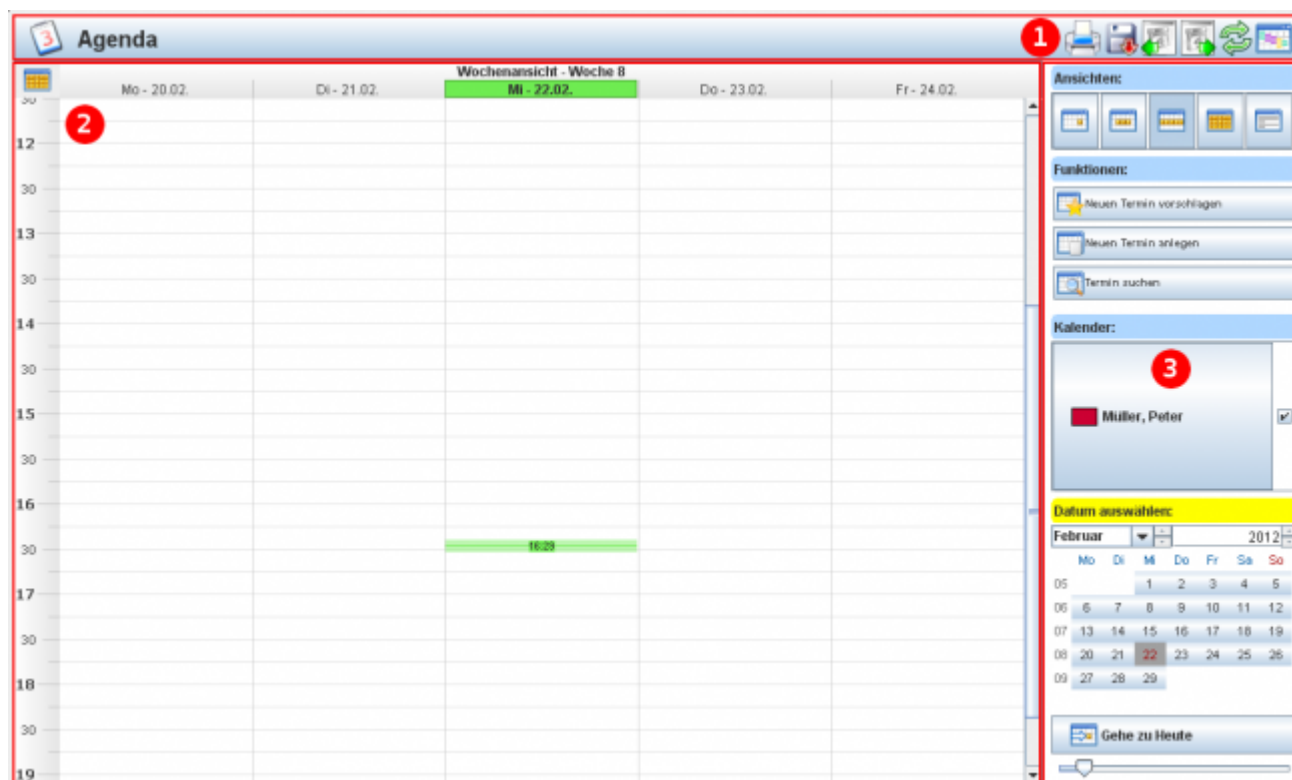 3 Agenda 1
Wochenansicht - Woche 8
Mo - 20.02. Di - 21.02. Mi - 22.02. Do - 23.02. Fr - 24.02.
2
12
30
13
30
14
30
15
30
16
16:29
30
17
30
18
30
19
Ansichten:
Funktionen:
Neuen Termin vorschlagen
Neuen Termin anlegen
Termin suchen
Kalender:
3
Müller, Peter
Datum auswählen:
Februar 2012
Mo Di Mi Do Fr Sa So
05 1 2 3 4 5
06 6 7 8 9 10 11 12
07 13 14 15 16 17 18 19
08 20 21 22 23 24 25 26
09 27 28 29
Gehe zu Heute